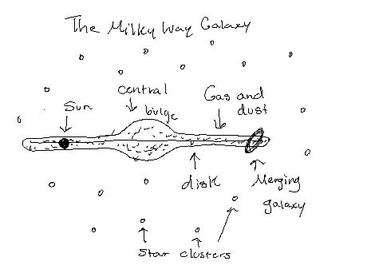 The Milky Way Galaxy
Sun
central
bulge
Gas and
dust
disk
Merging
galaxy
Star clusters